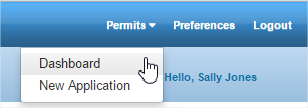 Permits Preferences Logout
Dashboard
Hello, Sally Jones
New Application